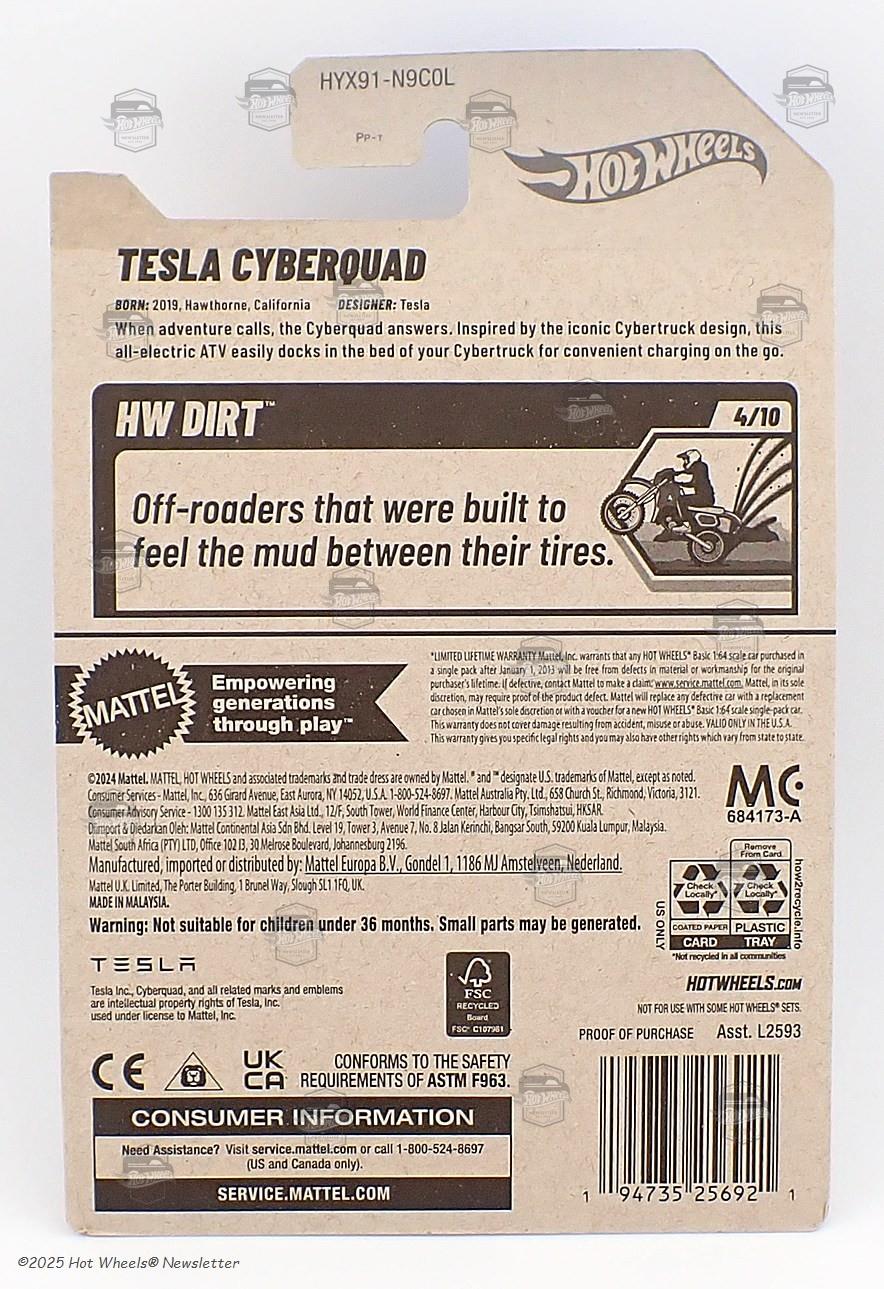 HYX91-N9C0L
PP-T
HOT WHEELS
TESLA CYBERQUAD
BORN: 2019, Hawthorne, California DESIGNER: Tesla
When adventure calls, the Cyberquad answers. Inspired by the iconic Cybertruck design, this
all-electric ATV easily docks in the bed of your Cybertruck for convenient charging on the go.
HW DIRT™
4/10
Off-roaders that were built to
feel the mud between their tires.
MATTEL
Empowering
generations
through play™
*LIMITED LIFETIME WARRANTY Mattel, Inc. warrants that any HOT WHEELS® Basic 1:64 scale car purchased in
a single pack after January 1, 2013 will be free from defects in material or workmanship for the original
purchaser's lifetime. If defective, contact Mattel to make a claim: www.service.mattel.com. Mattel, in its sole
discretion, may require proof of the product defect. Mattel will replace any defective car with a replacement
car chosen in Mattel's sole discretion or with a voucher for a new HOT WHEELS® Basic 1:64 scale single-pack car.
This warranty does not cover damage resulting from accident, misuse or abuse. VALID ONLY IN THE U.S.A.
This warranty gives you specific legal rights and you may also have other rights which vary from state to state.
©2024 Mattel. MATTEL, HOT WHEELS and associated trademarks and trade dress are owned by Mattel. ® and ™ designate U.S. trademarks of Mattel, except as noted.
Consumer Services - Mattel, Inc., 636 Girard Avenue, East Aurora, NY 14052, U.S.A. 1-800-524-8697. Mattel Australia Pty. Ltd., 658 Church St., Richmond, Victoria, 3121.
Consumer Advisory Service - 1300 135 312. Mattel East Asia Ltd., 12/F, South Tower, World Finance Center, Harbour City, Tsimshatsui, HKSAR.
Diimport & Diedarkan Oleh: Mattel Continental Asia Sdn Bhd. Level 19, Tower 3, Avenue 7, No. 8 Jalan Kerinchi, Bangsar South, 59200 Kuala Lumpur, Malaysia.
Mattel South Africa (PTY) LTD, Office 102 I3, 30 Melrose Boulevard, Johannesburg 2196.
Manufactured, imported or distributed by: Mattel Europa B.V., Gondel 1, 1186 MJ Amstelveen, Nederland.
Mattel U.K. Limited, The Porter Building, 1 Brunel Way, Slough SL1 1FQ, UK.
MADE IN MALAYSIA.
Warning: Not suitable for children under 36 months. Small parts may be generated.
MC
684173-A
Remove
From Card
Check
Locally*
Check
Locally*
COATED PAPER
PLASTIC
CARD
TRAY
US ONLY
how2recycle.info
*Not recycled in all communities
TESLA
Tesla Inc., Cyberquad, and all related marks and emblems
are intellectual property rights of Tesla, Inc.
used under license to Mattel, Inc.
FSC
RECYCLED
Board
FSC® C107981
HOTWHEELS.COM
NOT FOR USE WITH SOME HOT WHEELS® SETS.
PROOF OF PURCHASE Asst. L2593
CE
UK
CA
CONFORMS TO THE SAFETY
REQUIREMENTS OF ASTM F963.
CONSUMER INFORMATION
Need Assistance? Visit service.mattel.com or call 1-800-524-8697
(US and Canada only).
SERVICE.MATTEL.COM
1 94735 25692 1
©2025 Hot Wheels® Newsletter